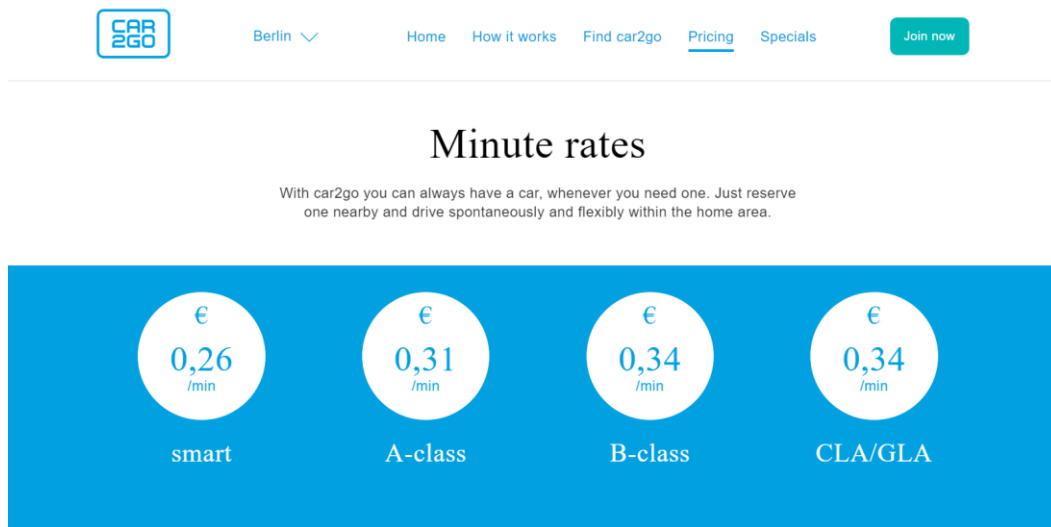 CAR
2GO
Berlin
Home How it works Find car2go Pricing Specials
Join now
Minute rates
With car2go you can always have a car, whenever you need one. Just reserve
one nearby and drive spontaneously and flexibly within the home area.
€
0,26
/min
smart
€
0,31
/min
A-class
€
0,34
/min
B-class
€
0,34
/min
CLA/GLA